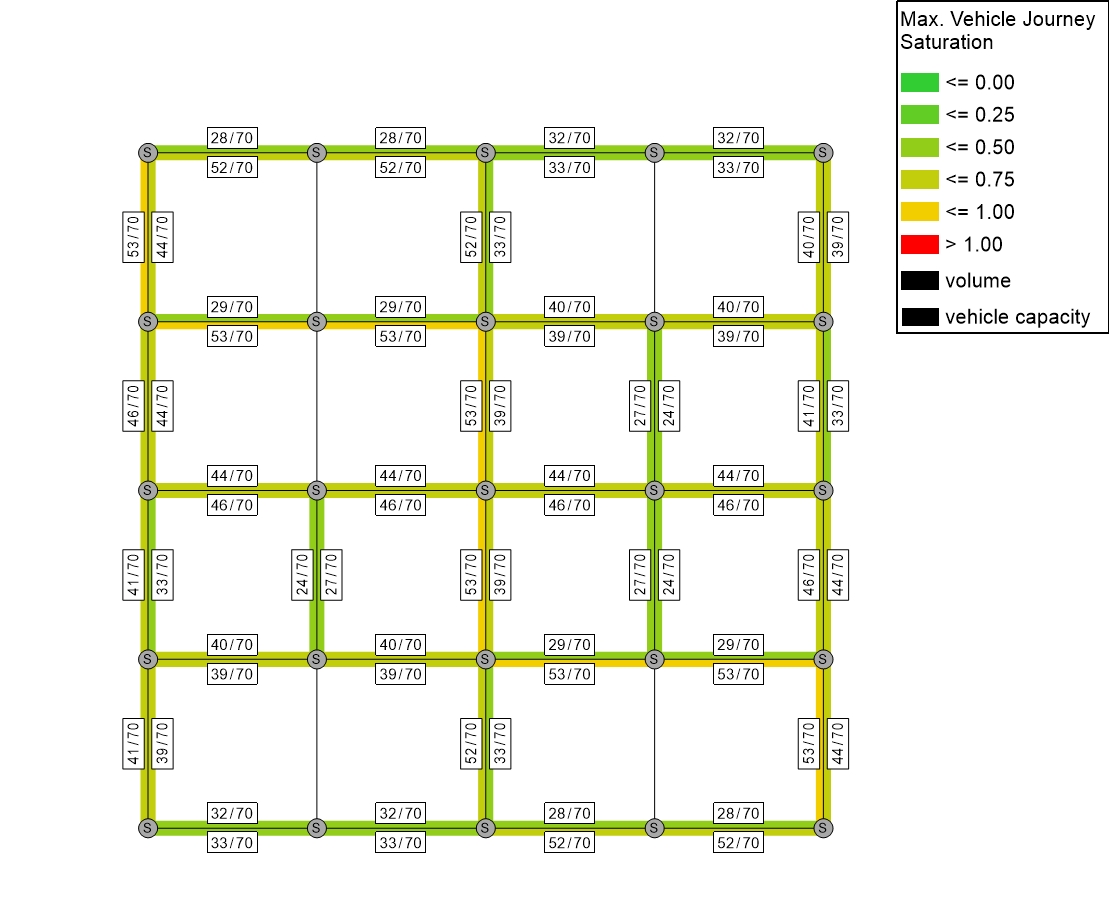 Max. Vehicle Journey
Saturation
<= 0.00
<= 0.25
<= 0.50
<= 0.75
<= 1.00
> 1.00
volume
vehicle capacity
28/70 28/70 32/70 32/70
S S S S S
52/70 52/70 33/70 33/70
53/70 44/70 52/70 33/70 40/70 39/70
29/70 29/70 40/70 40/70
S S S S S
53/70 53/70 39/70 39/70
46/70 44/70 53/70 39/70 27/70 24/70 41/70 33/70
44/70 44/70 44/70 44/70
S S S S S
46/70 46/70 46/70 46/70
41/70 33/70 24/70 27/70 53/70 39/70 27/70 24/70 46/70 44/70
40/70 40/70 29/70 29/70
S S S S S
39/70 39/70 53/70 53/70
41/70 39/70 52/70 33/70 53/70 44/70
32/70 32/70 28/70 28/70
S S S S S
33/70 33/70 52/70 52/70